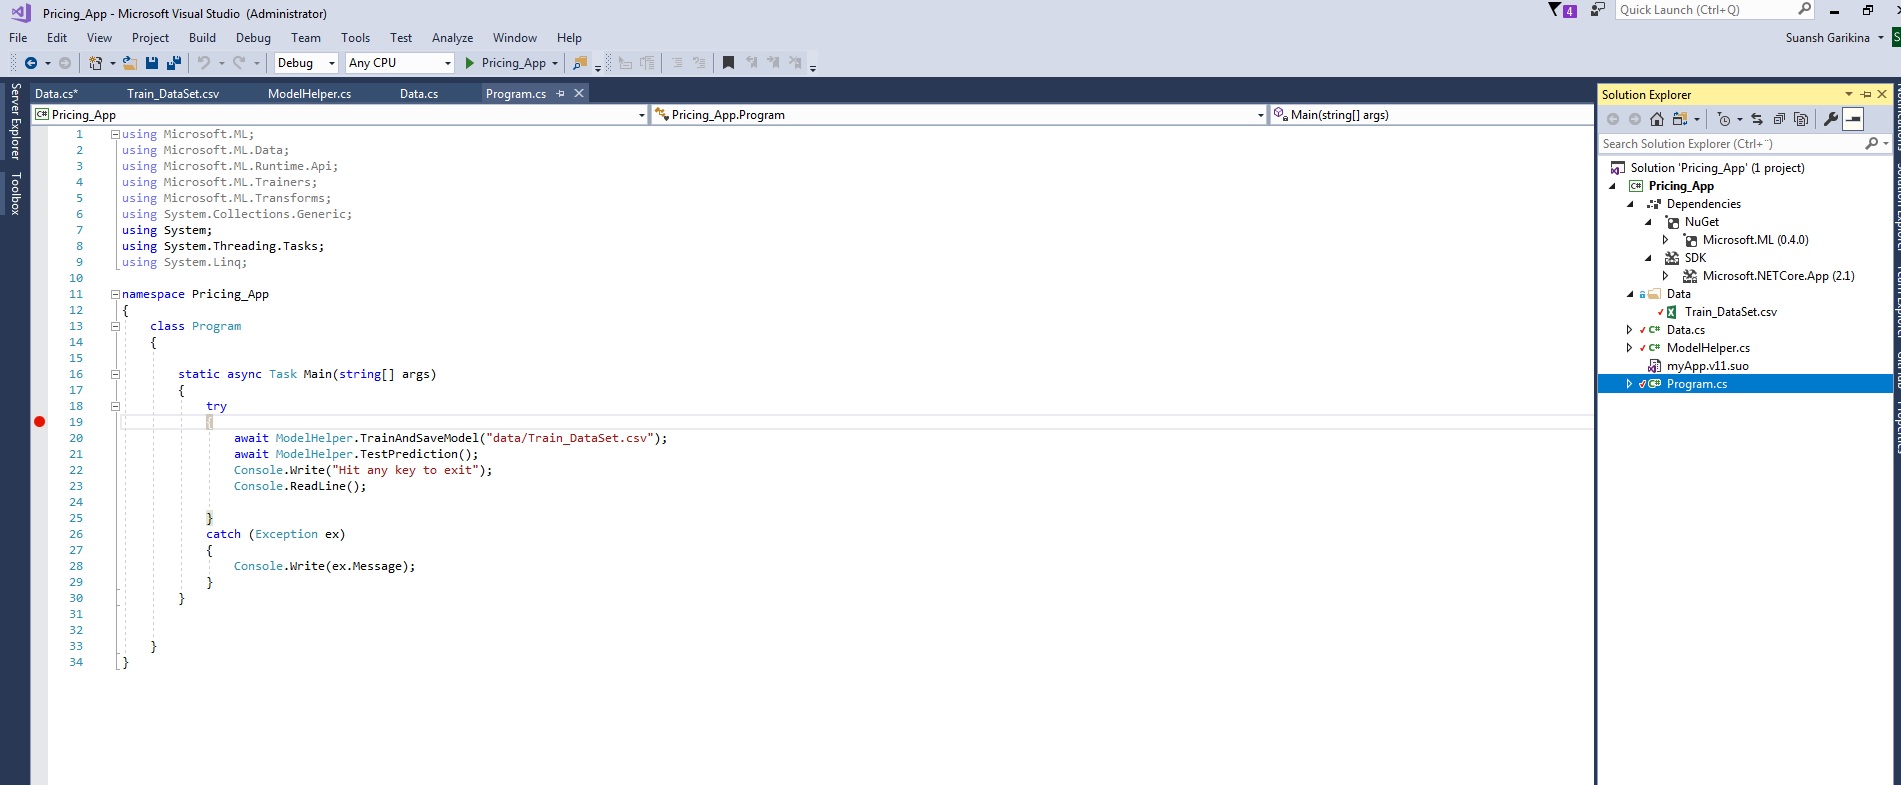 Pricing_App - Microsoft Visual Studio (Administrator)
4
Quick Launch (Ctrl+Q)
File Edit View Project Build Debug Team Tools Test Analyze Window Help
Suansh Garikina
S
Debug Any CPU Pricing_App
Server Explorer
Toolbox
Data.cs* Train_DataSet.csv ModelHelper.cs Data.cs Program.cs
Pricing_App Pricing_App.Program Main(string[] args)
1 using Microsoft.ML;
2 using Microsoft.ML.Data;
3 using Microsoft.ML.Runtime.Api;
4 using Microsoft.ML.Trainers;
5 using Microsoft.ML.Transforms;
6 using System.Collections.Generic;
7 using System;
8 using System.Threading.Tasks;
9 using System.Linq;
10
11 namespace Pricing_App
12 {
13 class Program
14 {
15
16 static async Task Main(string[] args)
17 {
18 try
19 {
20 await ModelHelper.TrainAndSaveModel("data/Train_DataSet.csv");
21 await ModelHelper.TestPrediction();
22 Console.Write("Hit any key to exit");
23 Console.ReadLine();
24
25 }
26 catch (Exception ex)
27 {
28 Console.Write(ex.Message);
29 }
30 }
31
32
33 }
34 }
Solution Explorer
Search Solution Explorer (Ctrl+¨)
Solution 'Pricing_App' (1 project)
C# Pricing_App
Dependencies
NuGet
Microsoft.ML (0.4.0)
SDK
Microsoft.NETCore.App (2.1)
Data
Train_DataSet.csv
C# Data.cs
C# ModelHelper.cs
myApp.v11.suo
C# Program.cs